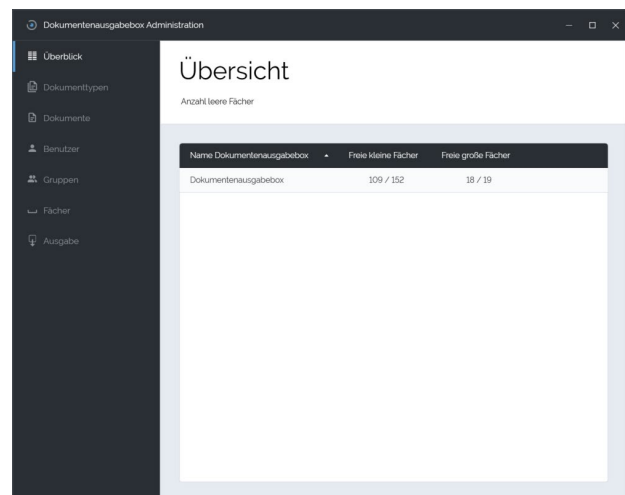 Dokumentenausgabebox Administration
Überblick
Dokumenttypen
Dokumente
Benutzer
Gruppen
Fächer
Ausgabe
Übersicht
Anzahl leere Fächer
Name Dokumentenausgabebox Freie kleine Fächer Freie große Fächer
Dokumentenausgabebox 109 / 152 18 / 19